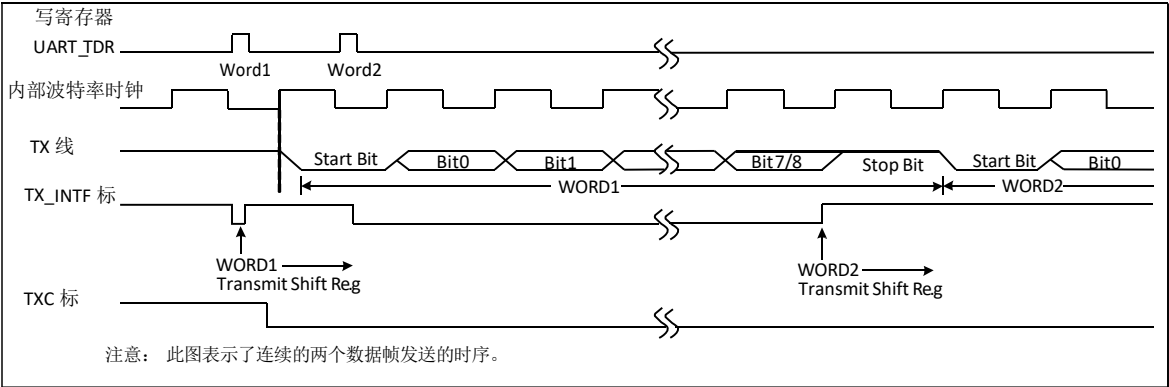 写寄存器
UART_TDR
Word1 Word2
内部波特率时钟
TX 线
Start Bit Bit0 Bit1 Bit7/8 Stop Bit Start Bit Bit0
WORD1 WORD2
TX_INTF 标
WORD1 WORD2
Transmit Shift Reg Transmit Shift Reg
TXC 标
注意： 此图表示了连续的两个数据帧发送的时序。